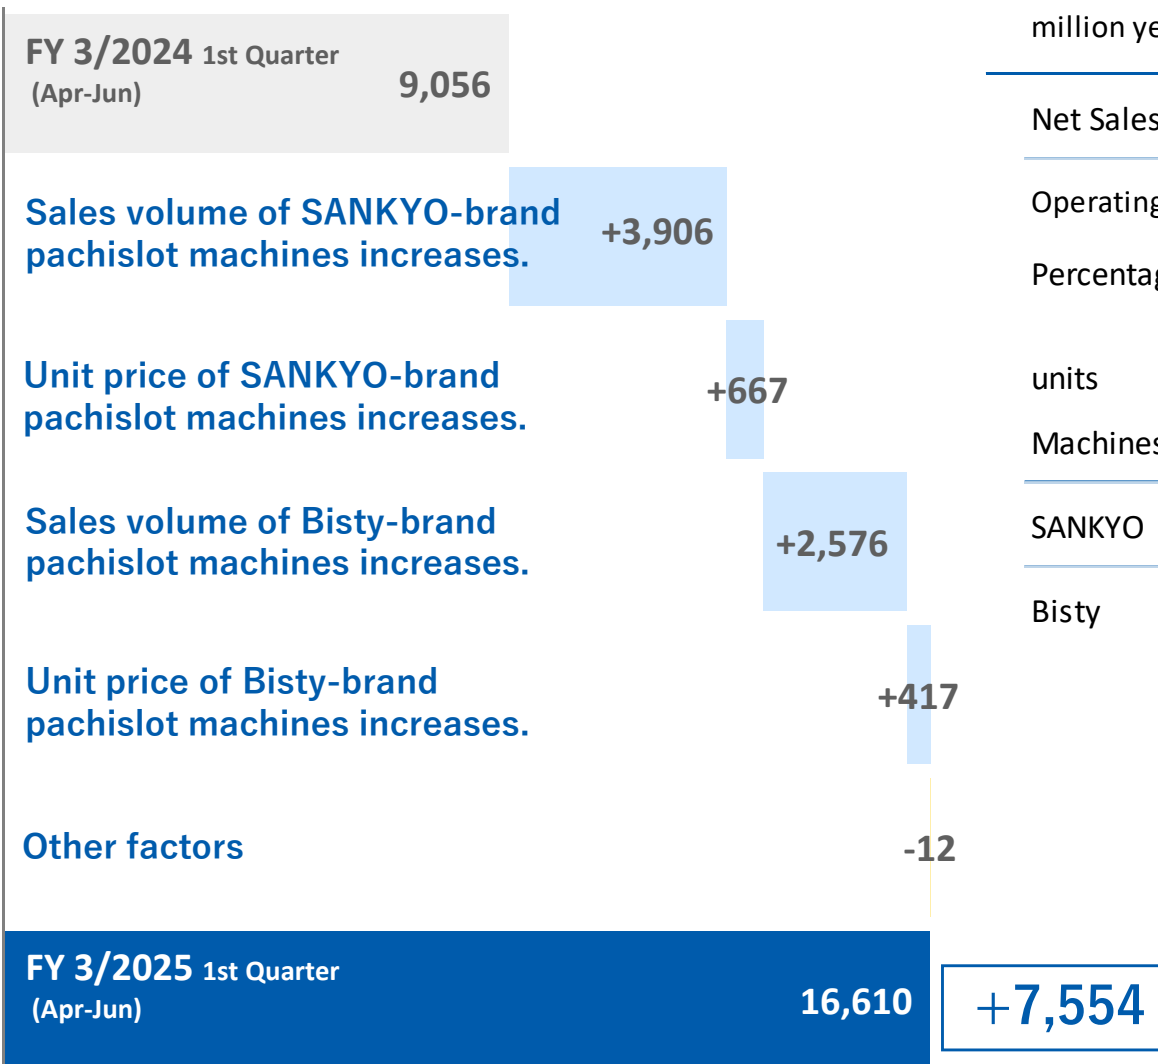 FY 3/2024 1st Quarter
(Apr-Jun)
9,056
Sales volume of SANKYO-brand
pachislot machines increases.
+3,906
Unit price of SANKYO-brand
pachislot machines increases.
+667
Sales volume of Bisty-brand
pachislot machines increases.
+2,576
Unit price of Bisty-brand
pachislot machines increases.
+417
Other factors
-12
FY 3/2025 1st Quarter
(Apr-Jun)
16,610
+7,554
million ye
Net Sales
Operating
Percentag
units
Machines
SANKYO
Bisty